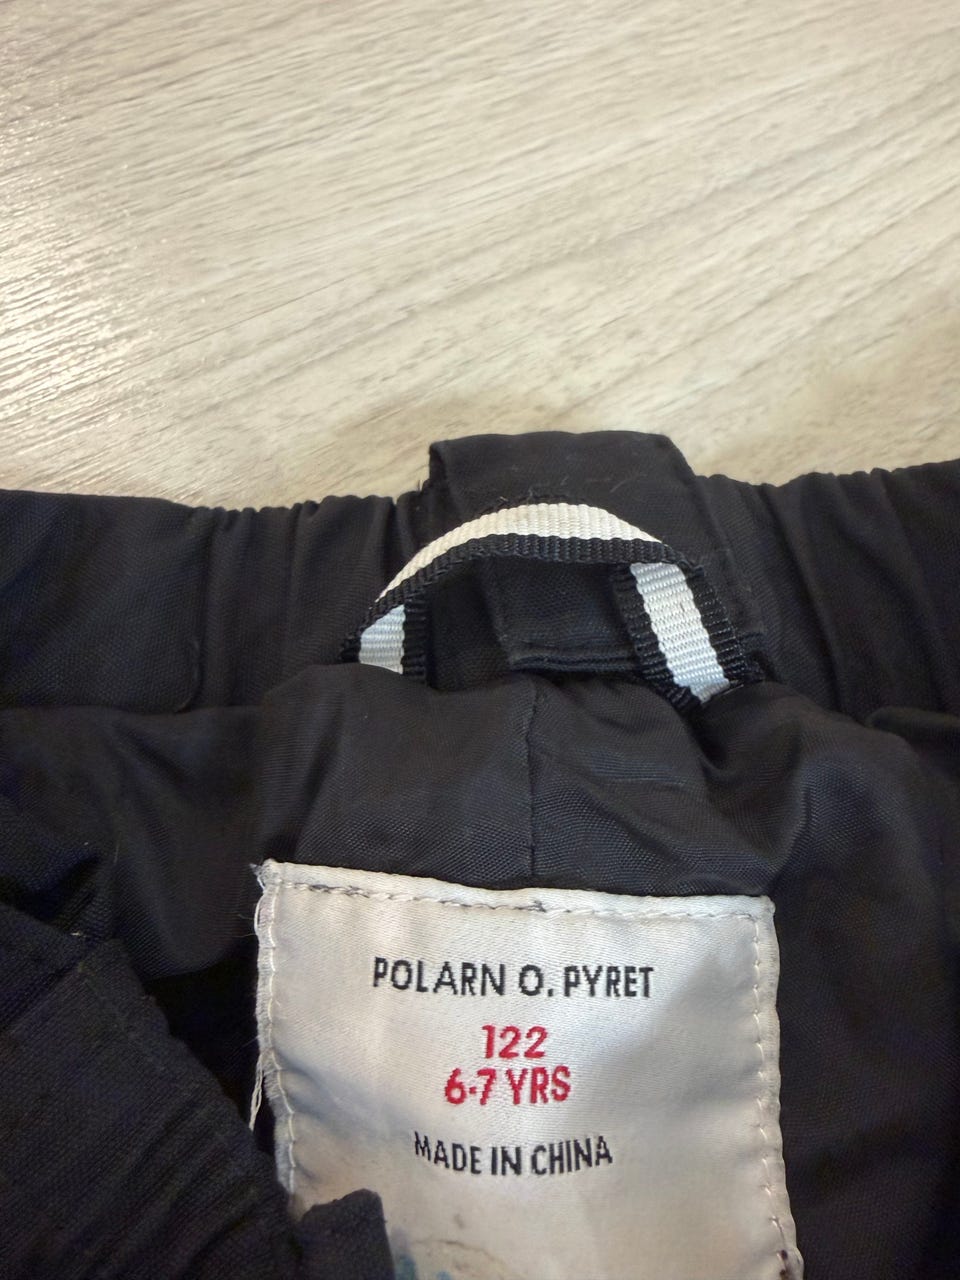 POLARN O. PYRET
122
6-7 YRS
MADE IN CHINA